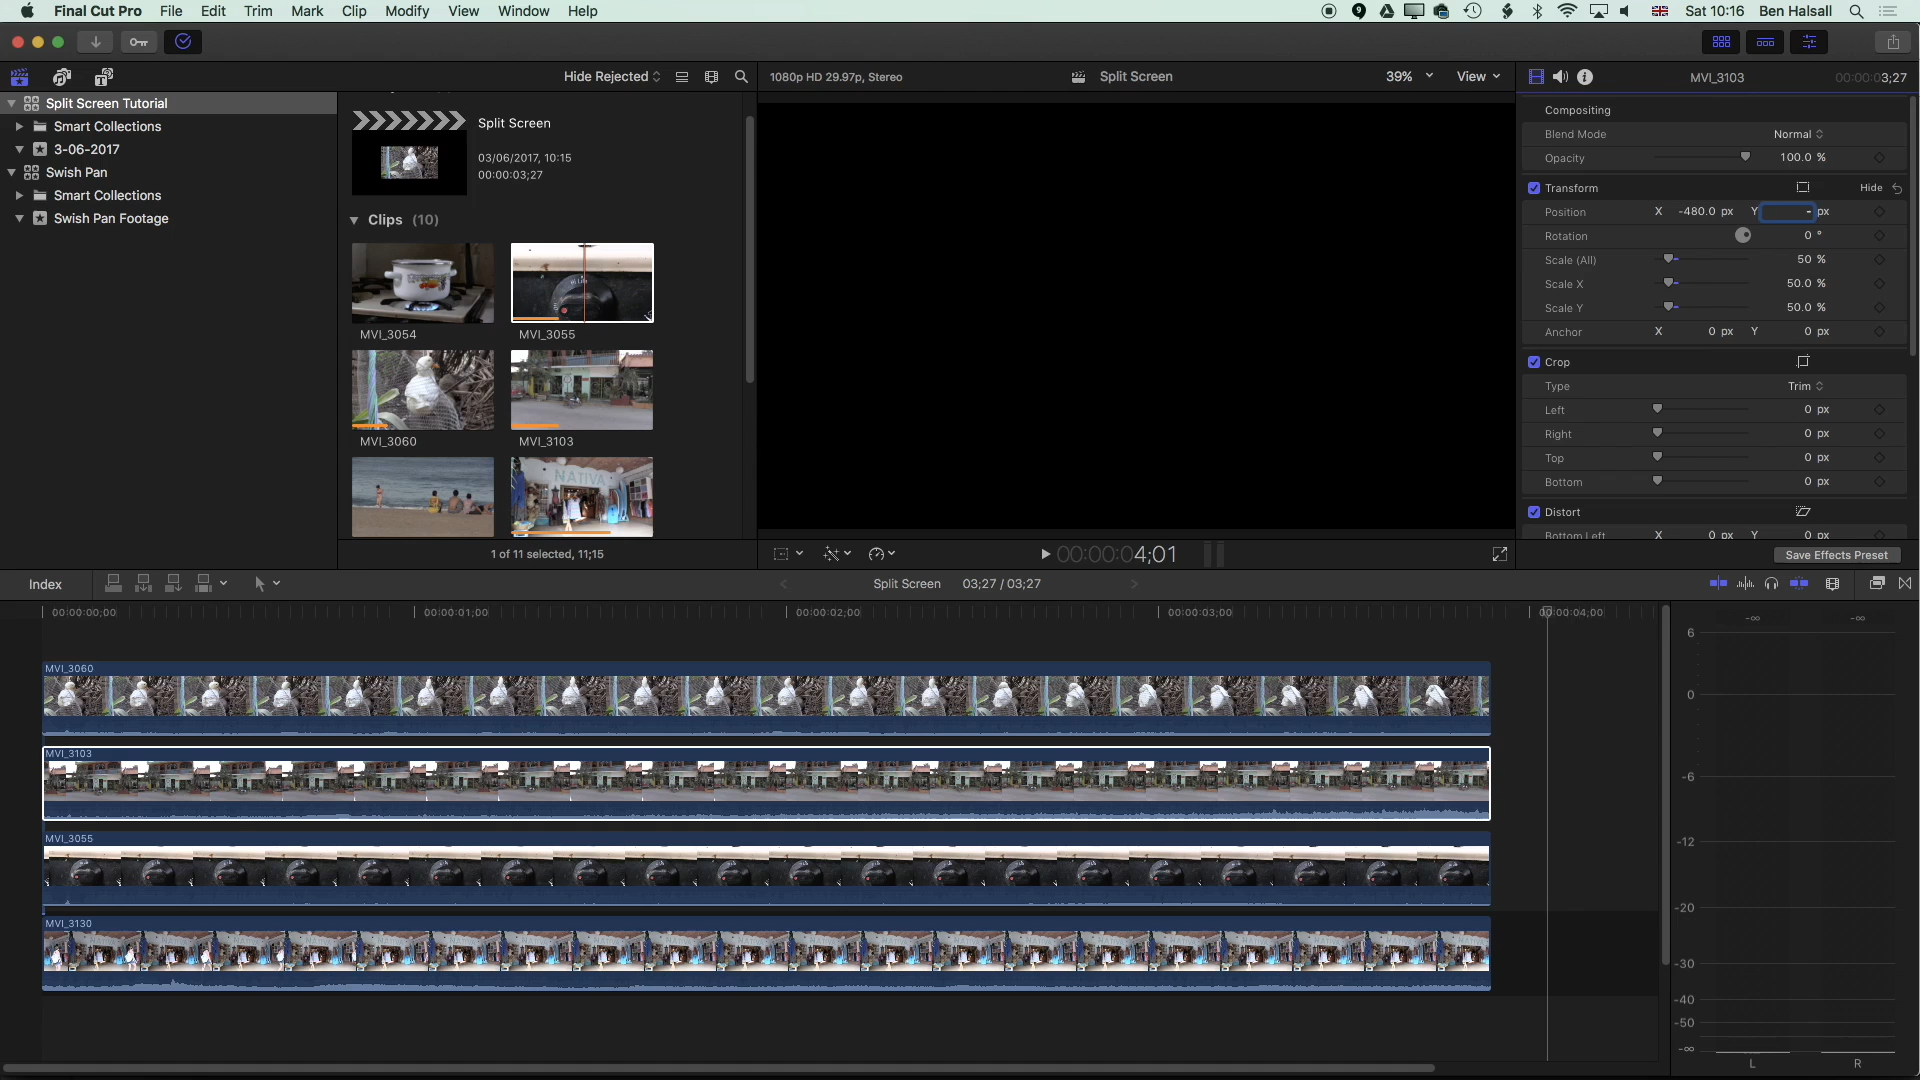 Final Cut Pro File Edit Trim Mark Clip Modify View Window Help 9 Sat 10:16 Ben Halsall
Hide Rejected 1080p HD 29.97p, Stereo Split Screen 39% View MVI_3103 00:00:03;27
Split Screen Tutorial
Smart Collections
3-06-2017
Swish Pan
Smart Collections
Swish Pan Footage
Split Screen
03/06/2017, 10:15
00:00:03;27
Clips (10)
MVI_3054 MVI_3055
MVI_3060 MVI_3103
NATIVA
1 of 11 selected, 11;15
00:00:04;01
Compositing
Blend Mode Normal
Opacity 100.0 %
Transform Hide
Position X -480.0 px Y - px
Rotation 0 °
Scale (All) 50 %
Scale X 50.0 %
Scale Y 50.0 %
Anchor X 0 px Y 0 px
Crop
Type Trim
Left 0 px
Right 0 px
Top 0 px
Bottom 0 px
Distort
Bottom Left X 0 px Y 0 px
Save Effects Preset
Index Split Screen 03;27 / 03;27
00:00:00;00 00:00:01;00 00:00:02;00 00:00:03;00 00:00:04;00
MVI_3060
MVI_3103
MVI_3055
MVI_3130
-∞ -∞
6
0
-6
-12
-20
-30
-40
-50
-∞
L R